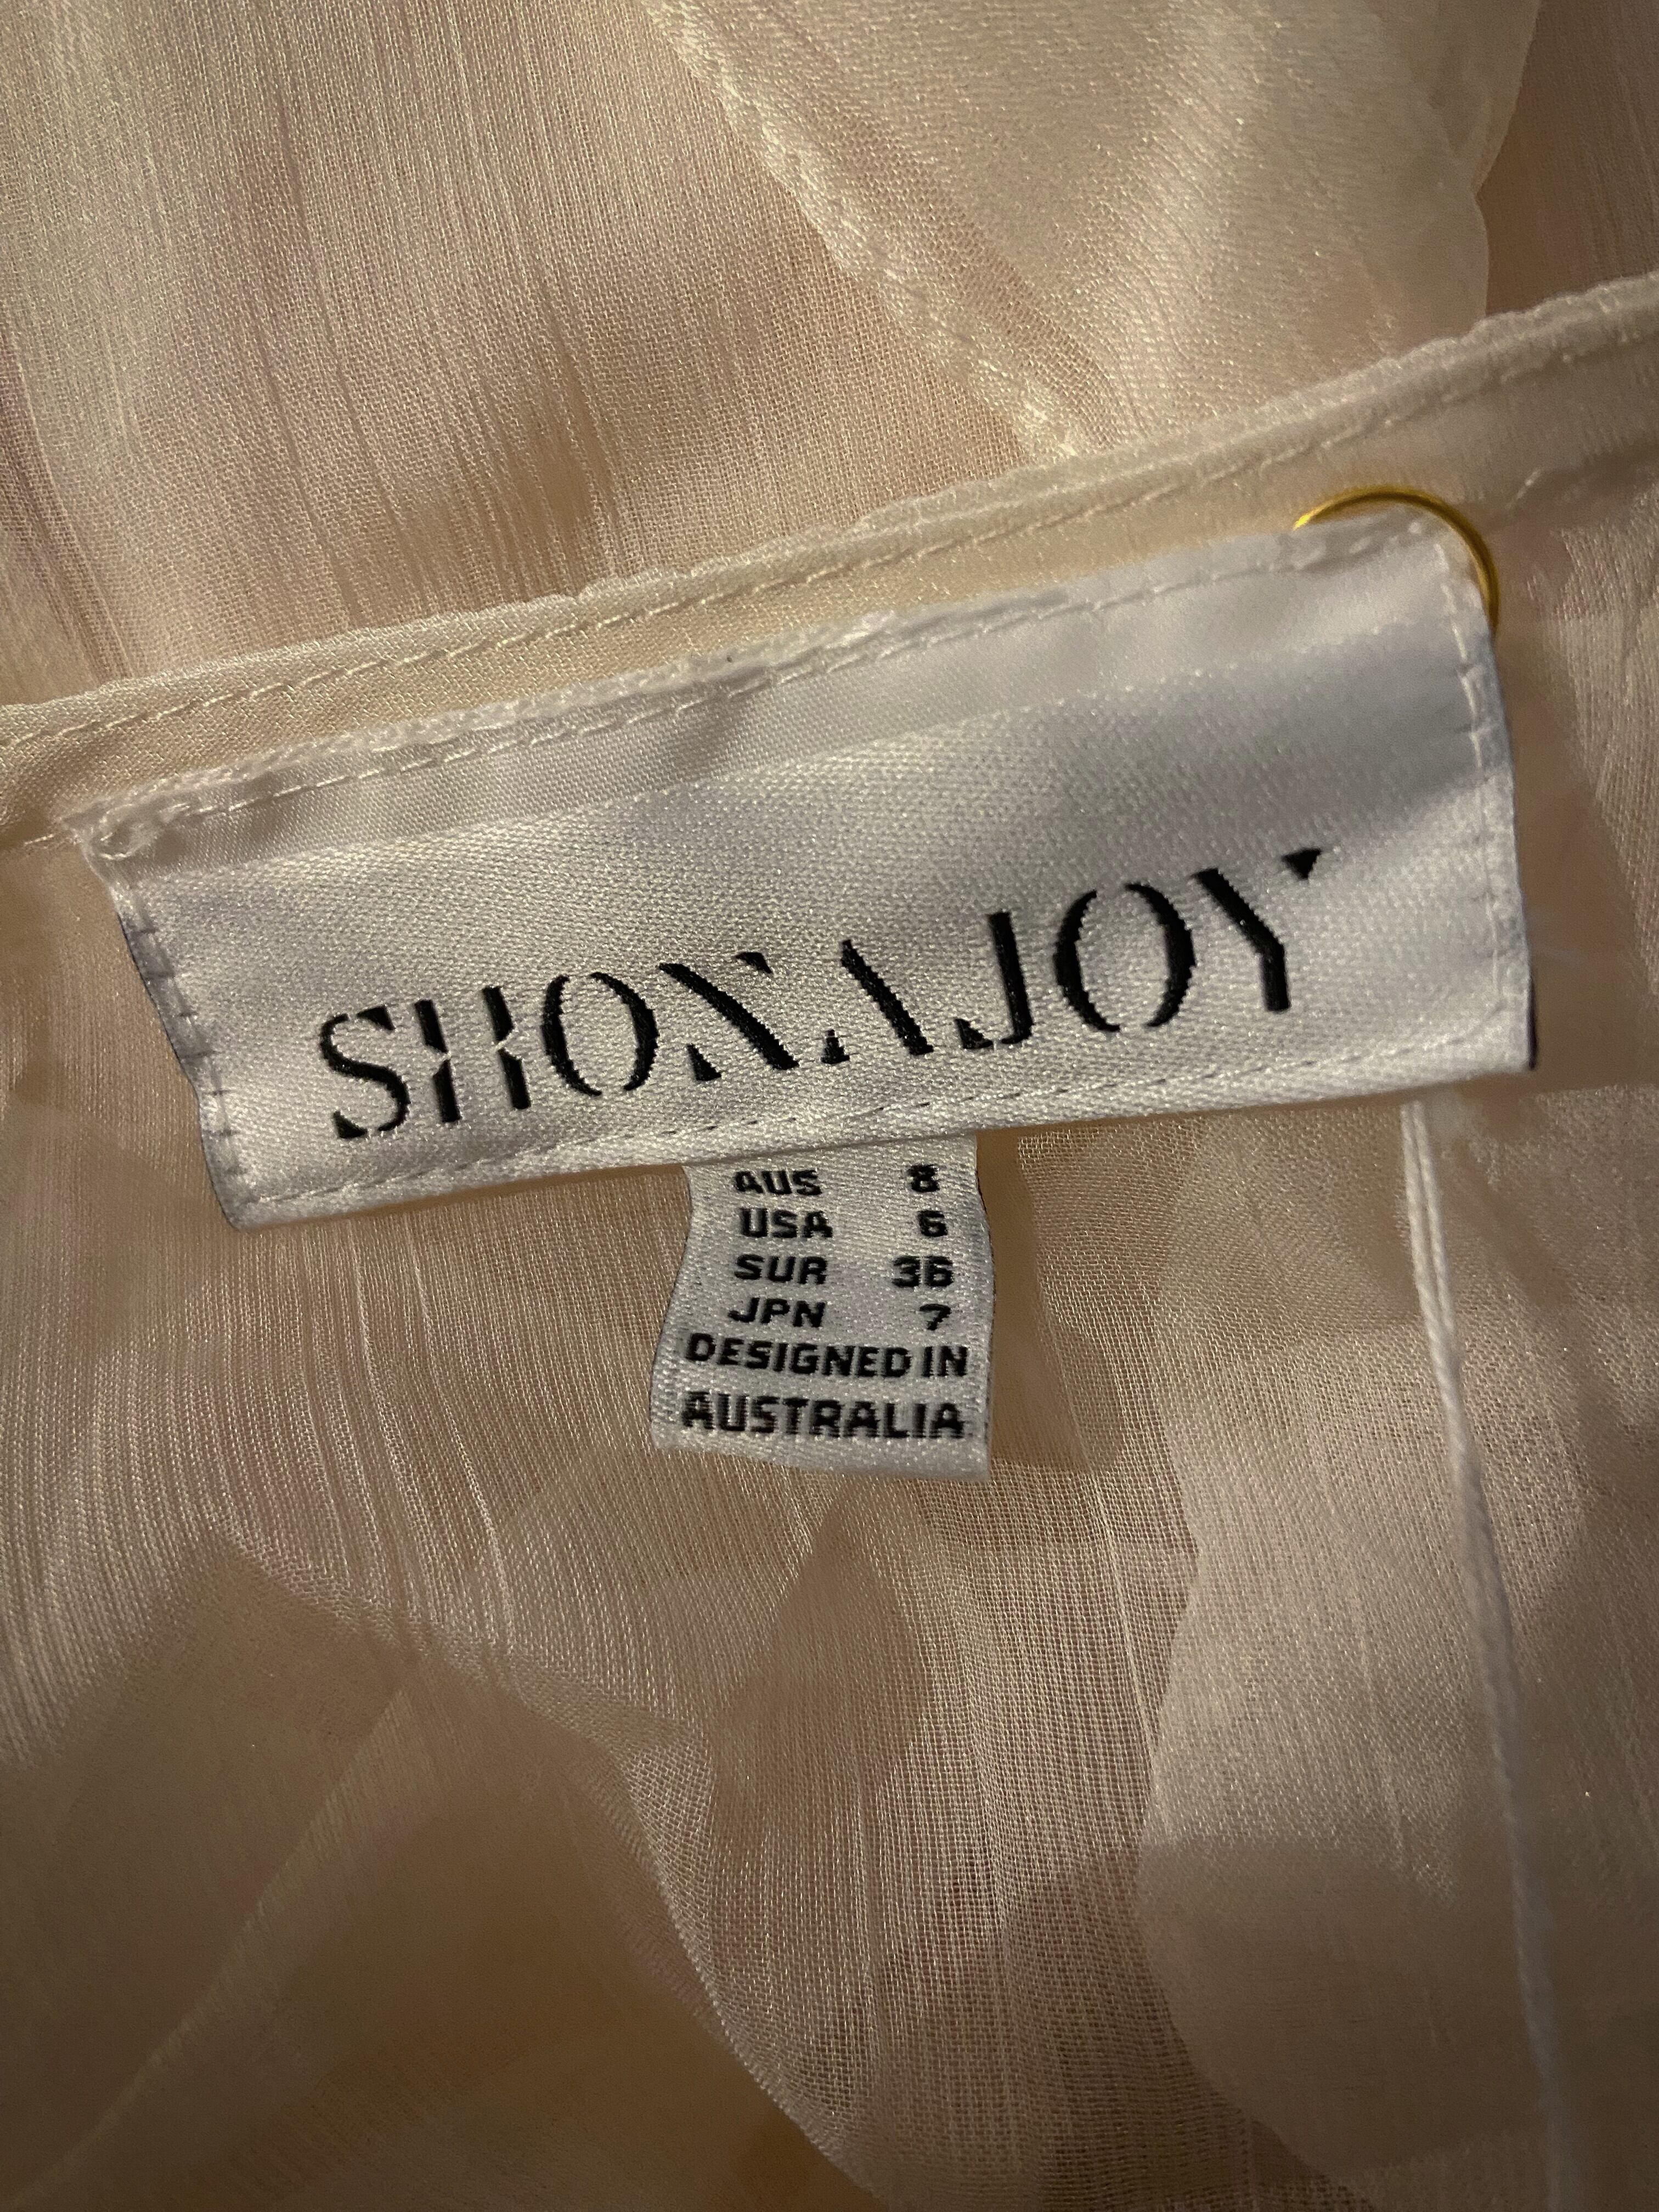 SHONA JOY
AUS 8
USA 6
SUR 36
JPN 7
DESIGNED IN
AUSTRALIA